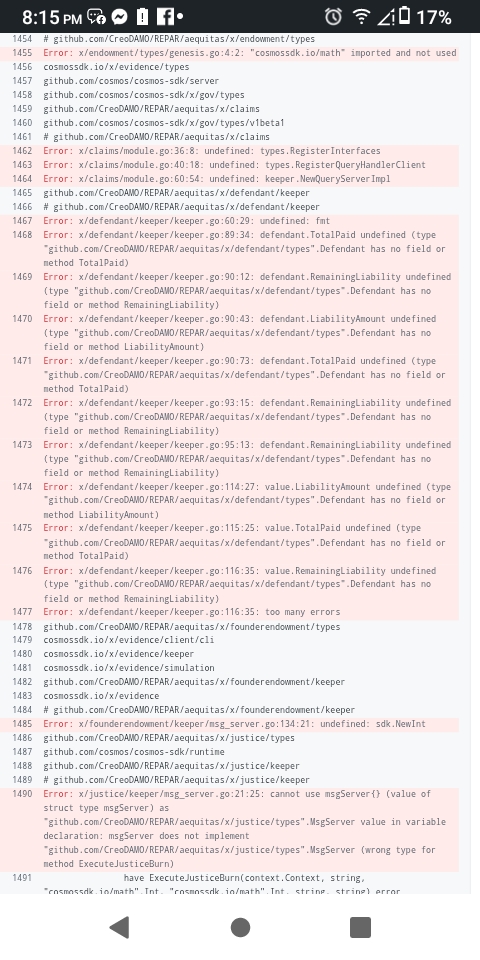 8:15 PM 17%
1454 # github.com/CreoDAMO/REPAR/aequitas/x/endowment/types
1455 Error: x/endowment/types/genesis.go:4:2: "cosmossdk.io/math" imported and not used
1456 cosmossdk.io/x/evidence/types
1457 github.com/cosmos/cosmos-sdk/server
1458 github.com/cosmos/cosmos-sdk/x/gov/types
1459 github.com/CreoDAMO/REPAR/aequitas/x/claims
1460 github.com/cosmos/cosmos-sdk/x/gov/types/v1beta1
1461 # github.com/CreoDAMO/REPAR/aequitas/x/claims
1462 Error: x/claims/module.go:36:8: undefined: types.RegisterInterfaces
1463 Error: x/claims/module.go:40:18: undefined: types.RegisterQueryHandlerClient
1464 Error: x/claims/module.go:60:54: undefined: keeper.NewQueryServerImpl
1465 github.com/CreoDAMO/REPAR/aequitas/x/defendant/keeper
1466 # github.com/CreoDAMO/REPAR/aequitas/x/defendant/keeper
1467 Error: x/defendant/keeper/keeper.go:60:29: undefined: fmt
1468 Error: x/defendant/keeper/keeper.go:89:34: defendant.TotalPaid undefined (type
"github.com/CreoDAMO/REPAR/aequitas/x/defendant/types".Defendant has no field or
method TotalPaid)
1469 Error: x/defendant/keeper/keeper.go:90:12: defendant.RemainingLiability undefined
(type "github.com/CreoDAMO/REPAR/aequitas/x/defendant/types".Defendant has no
field or method RemainingLiability)
1470 Error: x/defendant/keeper/keeper.go:90:43: defendant.LiabilityAmount undefined
(type "github.com/CreoDAMO/REPAR/aequitas/x/defendant/types".Defendant has no
field or method LiabilityAmount)
1471 Error: x/defendant/keeper/keeper.go:90:73: defendant.TotalPaid undefined (type
"github.com/CreoDAMO/REPAR/aequitas/x/defendant/types".Defendant has no field or
method TotalPaid)
1472 Error: x/defendant/keeper/keeper.go:93:15: defendant.RemainingLiability undefined
(type "github.com/CreoDAMO/REPAR/aequitas/x/defendant/types".Defendant has no
field or method RemainingLiability)
1473 Error: x/defendant/keeper/keeper.go:95:13: defendant.RemainingLiability undefined
(type "github.com/CreoDAMO/REPAR/aequitas/x/defendant/types".Defendant has no
field or method RemainingLiability)
1474 Error: x/defendant/keeper/keeper.go:114:27: value.LiabilityAmount undefined (type
"github.com/CreoDAMO/REPAR/aequitas/x/defendant/types".Defendant has no field or
method LiabilityAmount)
1475 Error: x/defendant/keeper/keeper.go:115:25: value.TotalPaid undefined (type
"github.com/CreoDAMO/REPAR/aequitas/x/defendant/types".Defendant has no field or
method TotalPaid)
1476 Error: x/defendant/keeper/keeper.go:116:35: value.RemainingLiability undefined
(type "github.com/CreoDAMO/REPAR/aequitas/x/defendant/types".Defendant has no
field or method RemainingLiability)
1477 Error: x/defendant/keeper/keeper.go:116:35: too many errors
1478 github.com/CreoDAMO/REPAR/aequitas/x/founderendowment/types
1479 cosmossdk.io/x/evidence/client/cli
1480 cosmossdk.io/x/evidence/keeper
1481 cosmossdk.io/x/evidence/simulation
1482 github.com/CreoDAMO/REPAR/aequitas/x/founderendowment/keeper
1483 cosmossdk.io/x/evidence
1484 # github.com/CreoDAMO/REPAR/aequitas/x/founderendowment/keeper
1485 Error: x/founderendowment/keeper/msg_server.go:134:21: undefined: sdk.NewInt
1486 github.com/CreoDAMO/REPAR/aequitas/x/justice/types
1487 github.com/cosmos/cosmos-sdk/runtime
1488 github.com/CreoDAMO/REPAR/aequitas/x/justice/keeper
1489 # github.com/CreoDAMO/REPAR/aequitas/x/justice/keeper
1490 Error: x/justice/keeper/msg_server.go:21:25: cannot use msgServer{} (value of
struct type msgServer) as
"github.com/CreoDAMO/REPAR/aequitas/x/justice/types".MsgServer value in variable
declaration: msgServer does not implement
"github.com/CreoDAMO/REPAR/aequitas/x/justice/types".MsgServer (wrong type for
method ExecuteJusticeBurn)
1491 have ExecuteJusticeBurn(context.Context, string,
"cosmossdk.io/math".Int, "cosmossdk.io/math".Int, string, string) error